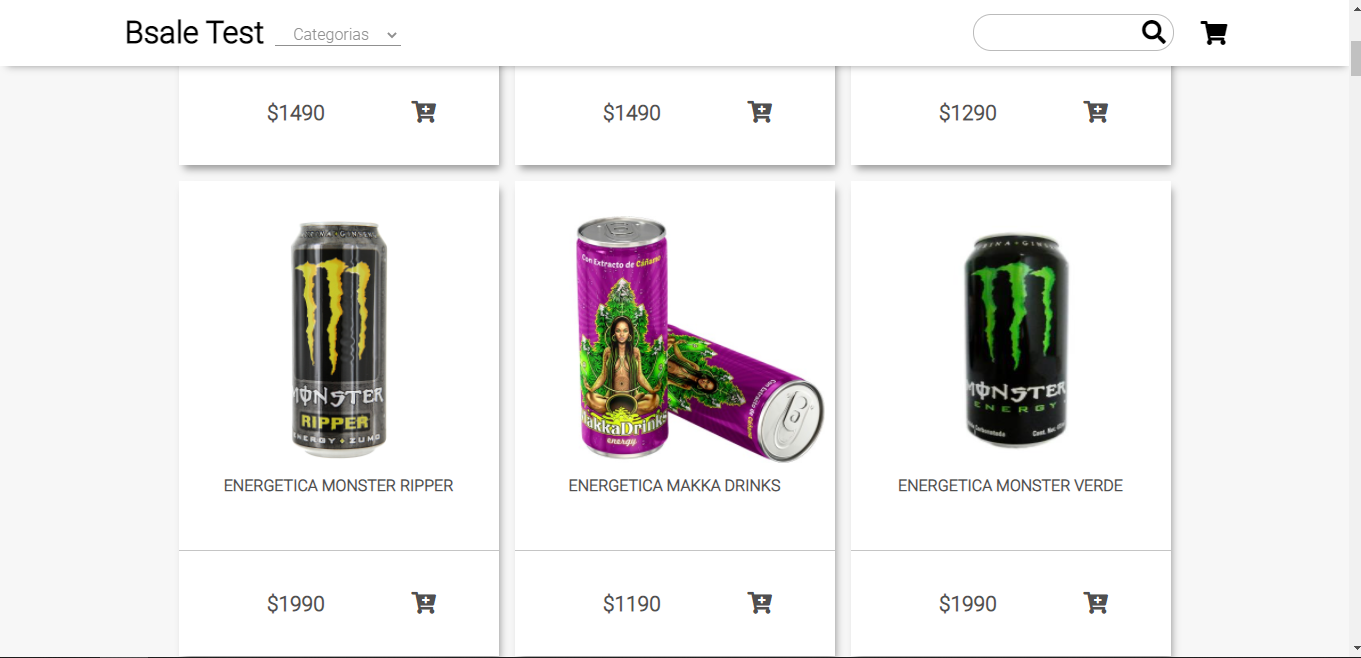 Bsale Test
Categorias
$1490
$1490
$1290
Con Extracto de Cáñamo
MONSTER
RIPPER
ENERGY + ZUMO
MakkaDrinks
energy
MONSTER
ENERGY
ENERGETICA MONSTER RIPPER
ENERGETICA MAKKA DRINKS
ENERGETICA MONSTER VERDE
$1990
$1190
$1990